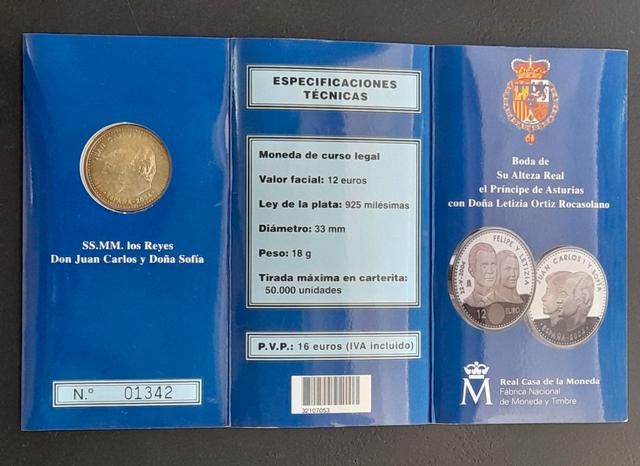 SS.MM. los Reyes
Don Juan Carlos y Doña Sofía
N.º 01342
ESPECIFICACIONES
TÉCNICAS
Moneda de curso legal
Valor facial: 12 euros
Ley de la plata: 925 milésimas
Diámetro: 33 mm
Peso: 18 g
Tirada máxima en carterita:
50.000 unidades
P.V.P.: 16 euros (IVA incluido)
32107053
Boda de
Su Alteza Real
el Príncipe de Asturias
con Doña Letizia Ortiz Rocasolano
FELIPE Y LETIZIA
22-V-2004
M
12 EURO
JUAN CARLOS I Y SOFÍA
M
Real Casa de la Moneda
Fábrica Nacional
de Moneda y Timbre